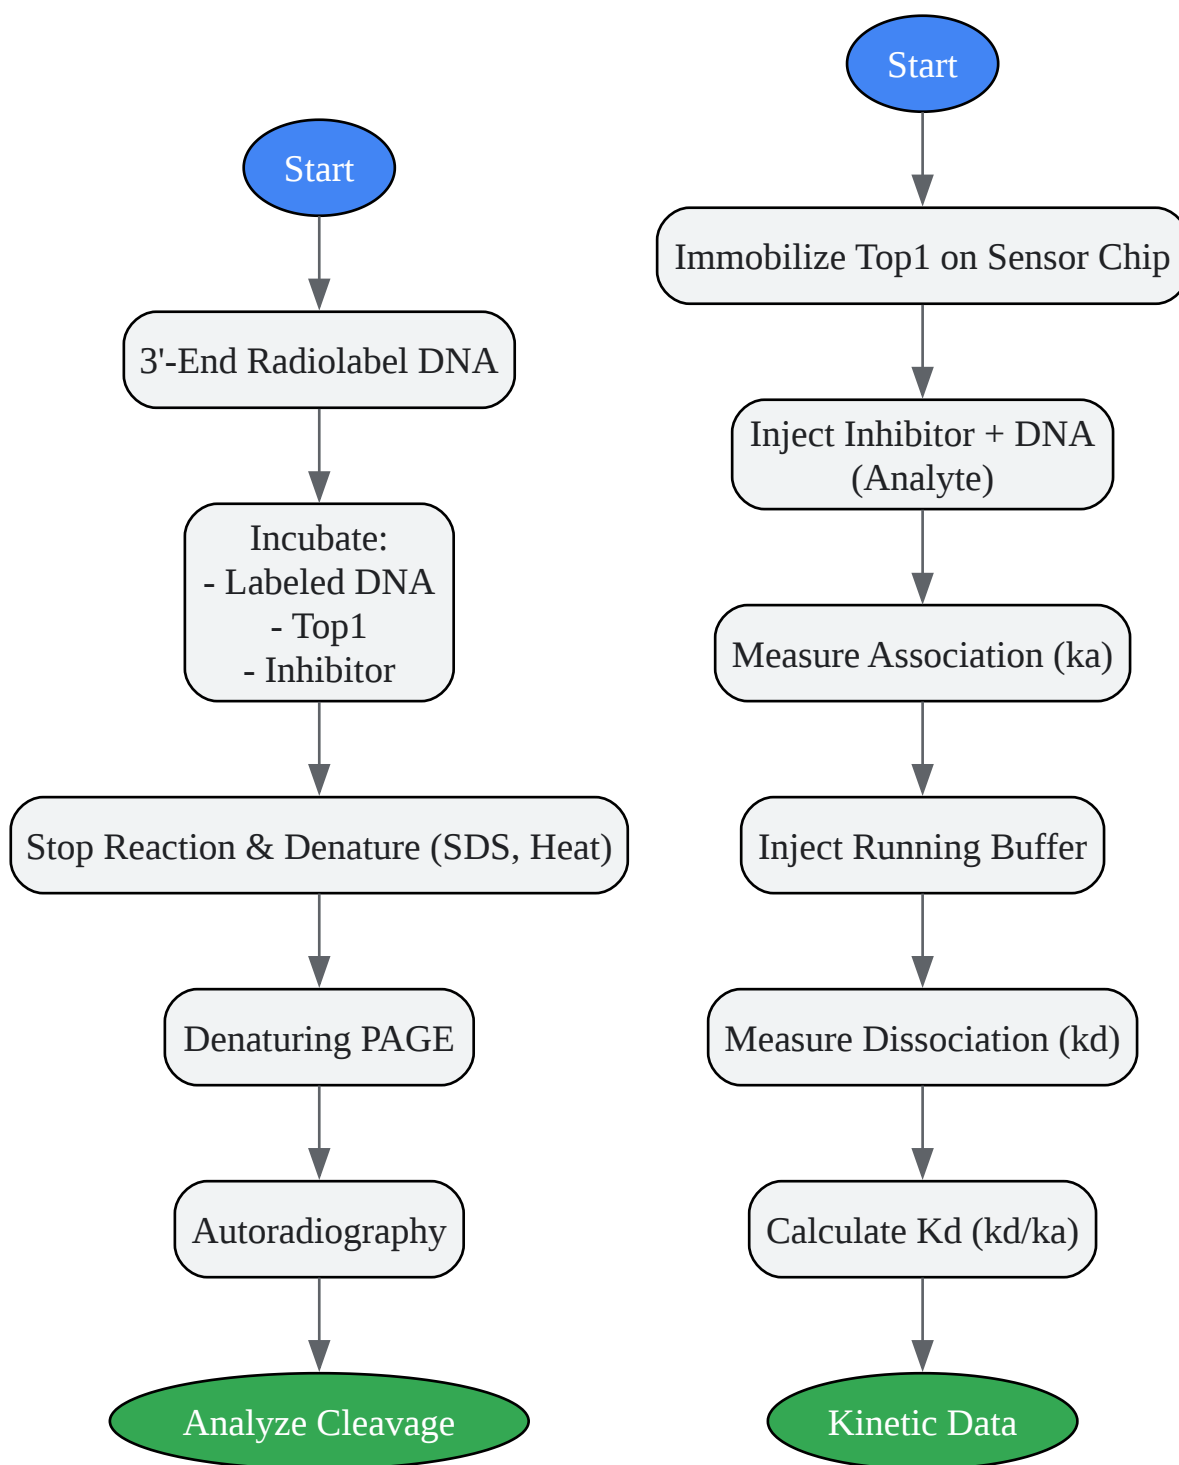 Start
3'-End Radiolabel DNA
Incubate:
- Labeled DNA
- Top1
- Inhibitor
Stop Reaction & Denature (SDS, Heat)
Denaturing PAGE
Autoradiography
Analyze Cleavage
Start
Immobilize Top1 on Sensor Chip
Inject Inhibitor + DNA
(Analyte)
Measure Association (ka)
Inject Running Buffer
Measure Dissociation (kd)
Calculate Kd (kd/ka)
Kinetic Data